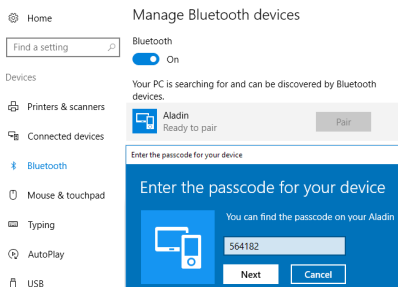 Home
Find a setting
Devices
Printers & scanners
Connected devices
Bluetooth
Mouse & touchpad
Typing
AutoPlay
USB
Manage Bluetooth devices
Bluetooth
On
Your PC is searching for and can be discovered by Bluetooth
devices.
Aladin
Ready to pair
Pair
Enter the passcode for your device
Enter the passcode for your device
You can find the passcode on your Aladin
564182
Next
Cancel